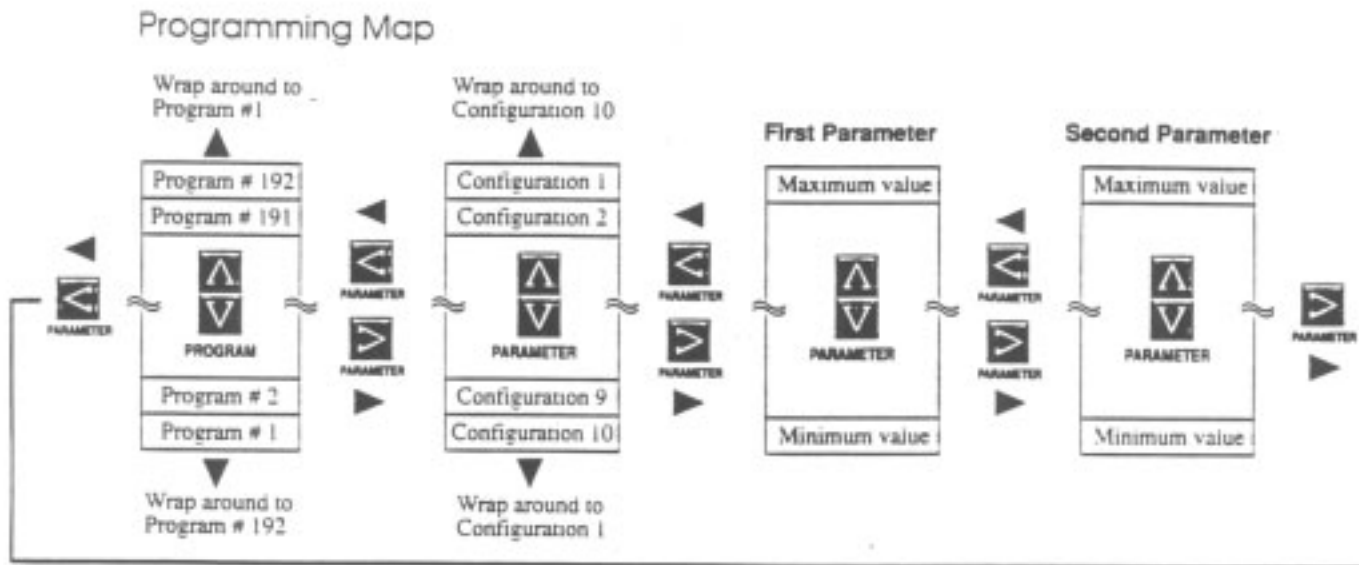 Programming Map
Wrap around to
Program #1
Program # 192
Program # 191
PARAMETER
PROGRAM
Program # 2
Program # 1
Wrap around to
Program # 192
PARAMETER
PARAMETER
Wrap around to
Configuration 10
Configuration 1
Configuration 2
PARAMETER
Configuration 9
Configuration 10
Wrap around to
Configuration 1
PARAMETER
PARAMETER
First Parameter
Maximum value
PARAMETER
Minimum value
PARAMETER
PARAMETER
Second Parameter
Maximum value
PARAMETER
Minimum value
PARAMETER